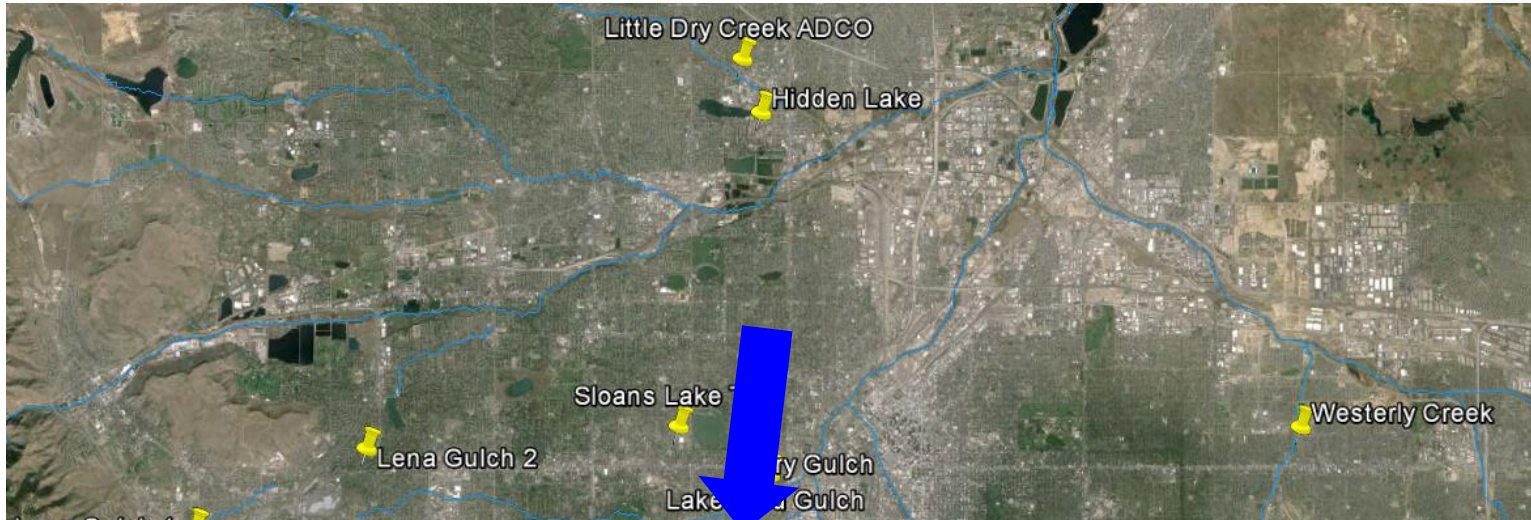 Little Dry Creek ADCO
Hidden Lake
Sloans Lake
Westerly Creek
Lena Gulch 2
Gulch
Gulch